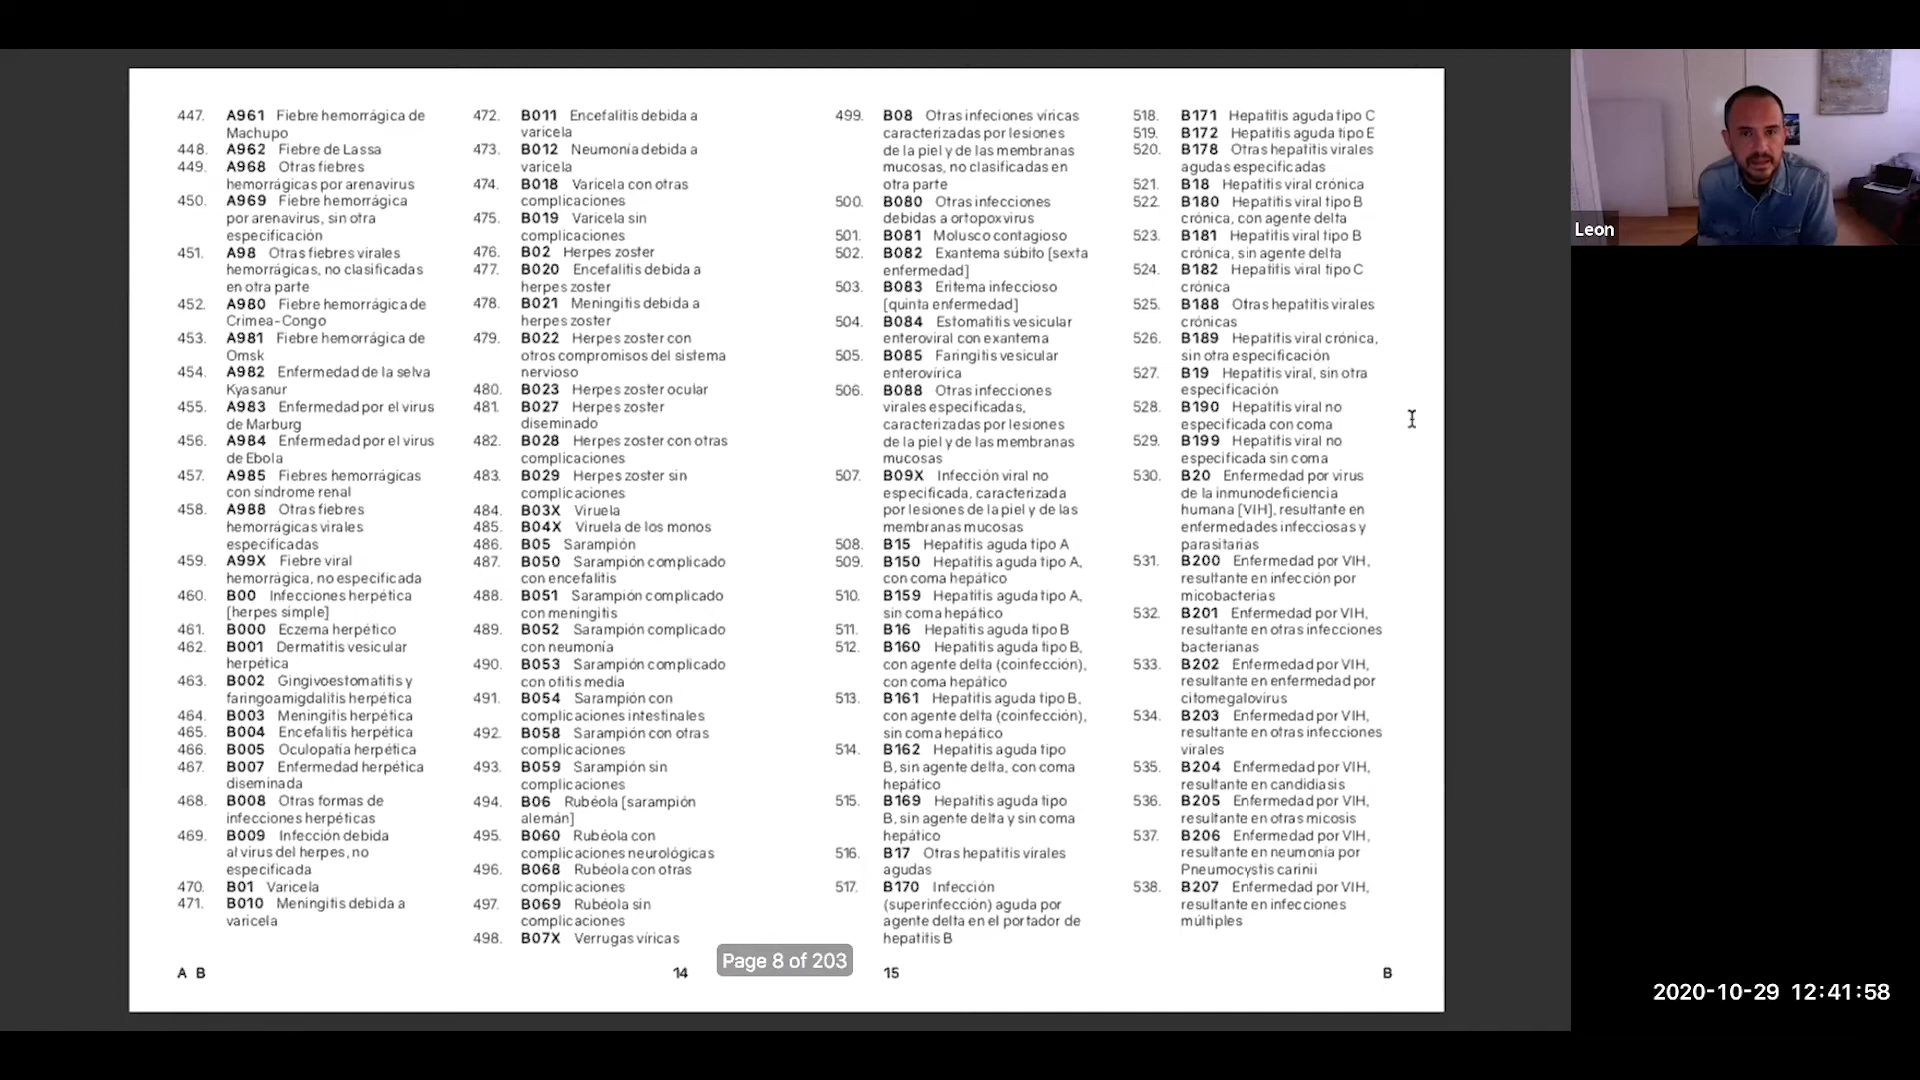 447. A961 Fiebre hemorrágica de
Machupo
448. A962 Fiebre de Lassa
449. A968 Otras fiebres
hemorrágicas por arenavirus
450. A969 Fiebre hemorrágica
por arenavirus, sin otra
especificación
451. A98 Otras fiebres virales
hemorrágicas, no clasificadas
en otra parte
452. A980 Fiebre hemorrágica de
Crimea-Congo
453. A981 Fiebre hemorrágica de
Omsk
454. A982 Enfermedad de la selva
Kyasanur
455. A983 Enfermedad por el virus
de Marburg
456. A984 Enfermedad por el virus
de Ebola
457. A985 Fiebres hemorrágicas
con síndrome renal
458. A988 Otras fiebres
hemorrágicas virales
especificadas
459. A99X Fiebre viral
hemorrágica, no especificada
460. B00 Infecciones herpética
[herpes simple]
461. B000 Eczema herpético
462. B001 Dermatitis vesicular
herpética
463. B002 Gingivoestomatitis y
faringoamigdalitis herpética
464. B003 Meningitis herpética
465. B004 Encefalitis herpética
466. B005 Oculopatía herpética
467. B007 Enfermedad herpética
diseminada
468. B008 Otras formas de
infecciones herpéticas
469. B009 Infección debida
al virus del herpes, no
especificada
470. B01 Varicela
471. B010 Meningitis debida a
varicela
472. B011 Encefalitis debida a
varicela
473. B012 Neumonía debida a
varicela
474. B018 Varicela con otras
complicaciones
475. B019 Varicela sin
complicaciones
476. B02 Herpes zoster
477. B020 Encefalitis debida a
herpes zoster
478. B021 Meningitis debida a
herpes zoster
479. B022 Herpes zoster con
otros compromisos del sistema
nervioso
480. B023 Herpes zoster ocular
481. B027 Herpes zoster
diseminado
482. B028 Herpes zoster con otras
complicaciones
483. B029 Herpes zoster sin
complicaciones
484. B03X Viruela
485. B04X Viruela de los monos
486. B05 Sarampión
487. B050 Sarampión complicado
con encefalitis
488. B051 Sarampión complicado
con meningitis
489. B052 Sarampión complicado
con neumonía
490. B053 Sarampión complicado
con otitis media
491. B054 Sarampión con
complicaciones intestinales
492. B058 Sarampión con otras
complicaciones
493. B059 Sarampión sin
complicaciones
494. B06 Rubéola [sarampión
alemán]
495. B060 Rubéola con
complicaciones neurológicas
496. B068 Rubéola con otras
complicaciones
497. B069 Rubéola sin
complicaciones
498. B07X Verrugas víricas
499. B08 Otras infeciones víricas
caracterizadas por lesiones
de la piel y de las membranas
mucosas, no clasificadas en
otra parte
500. B080 Otras infecciones
debidas a ortopoxvirus
501. B081 Molusco contagioso
502. B082 Exantema súbito [sexta
enfermedad]
503. B083 Eritema infeccioso
[quinta enfermedad]
504. B084 Estomatitis vesicular
enteroviral con exantema
505. B085 Faringitis vesicular
enterovírica
506. B088 Otras infecciones
virales especificadas,
caracterizadas por lesiones
de la piel y de las membranas
mucosas
507. B09X Infección viral no
especificada, caracterizada
por lesiones de la piel y de las
membranas mucosas
508. B15 Hepatitis aguda tipo A
509. B150 Hepatitis aguda tipo A,
con coma hepático
510. B159 Hepatitis aguda tipo A,
sin coma hepático
511. B16 Hepatitis aguda tipo B
512. B160 Hepatitis aguda tipo B,
con agente delta (coinfección),
con coma hepático
513. B161 Hepatitis aguda tipo B,
con agente delta (coinfección),
sin coma hepático
514. B162 Hepatitis aguda tipo
B, sin agente delta, con coma
hepático
515. B169 Hepatitis aguda tipo
B, sin agente delta y sin coma
hepático
516. B17 Otras hepatitis virales
agudas
517. B170 Infección
(superinfección) aguda por
agente delta en el portador de
hepatitis B
518. B171 Hepatitis aguda tipo C
519. B172 Hepatitis aguda tipo E
520. B178 Otras hepatitis virales
agudas especificadas
521. B18 Hepatitis viral crónica
522. B180 Hepatitis viral tipo B
crónica, con agente delta
523. B181 Hepatitis viral tipo B
crónica, sin agente delta
524. B182 Hepatitis viral tipo C
crónica
525. B188 Otras hepatitis virales
crónicas
526. B189 Hepatitis viral crónica,
sin otra especificación
527. B19 Hepatitis viral, sin otra
especificación
528. B190 Hepatitis viral no
especificada con coma
529. B199 Hepatitis viral no
especificada sin coma
530. B20 Enfermedad por virus
de la inmunodeficiencia
humana [VIH], resultante en
enfermedades infecciosas y
parasitarias
531. B200 Enfermedad por VIH,
resultante en infección por
micobacterias
532. B201 Enfermedad por VIH,
resultante en otras infecciones
bacterianas
533. B202 Enfermedad por VIH,
resultante en enfermedad por
citomegalovirus
534. B203 Enfermedad por VIH,
resultante en otras infecciones
virales
535. B204 Enfermedad por VIH,
resultante en candidiasis
536. B205 Enfermedad por VIH,
resultante en otras micosis
537. B206 Enfermedad por VIH,
resultante en neumonía por
Pneumocystis carinii
538. B207 Enfermedad por VIH,
resultante en infecciones
múltiples
A B
14
Page 8 of 203
15
B
Leon
2020-10-29 12:41:58